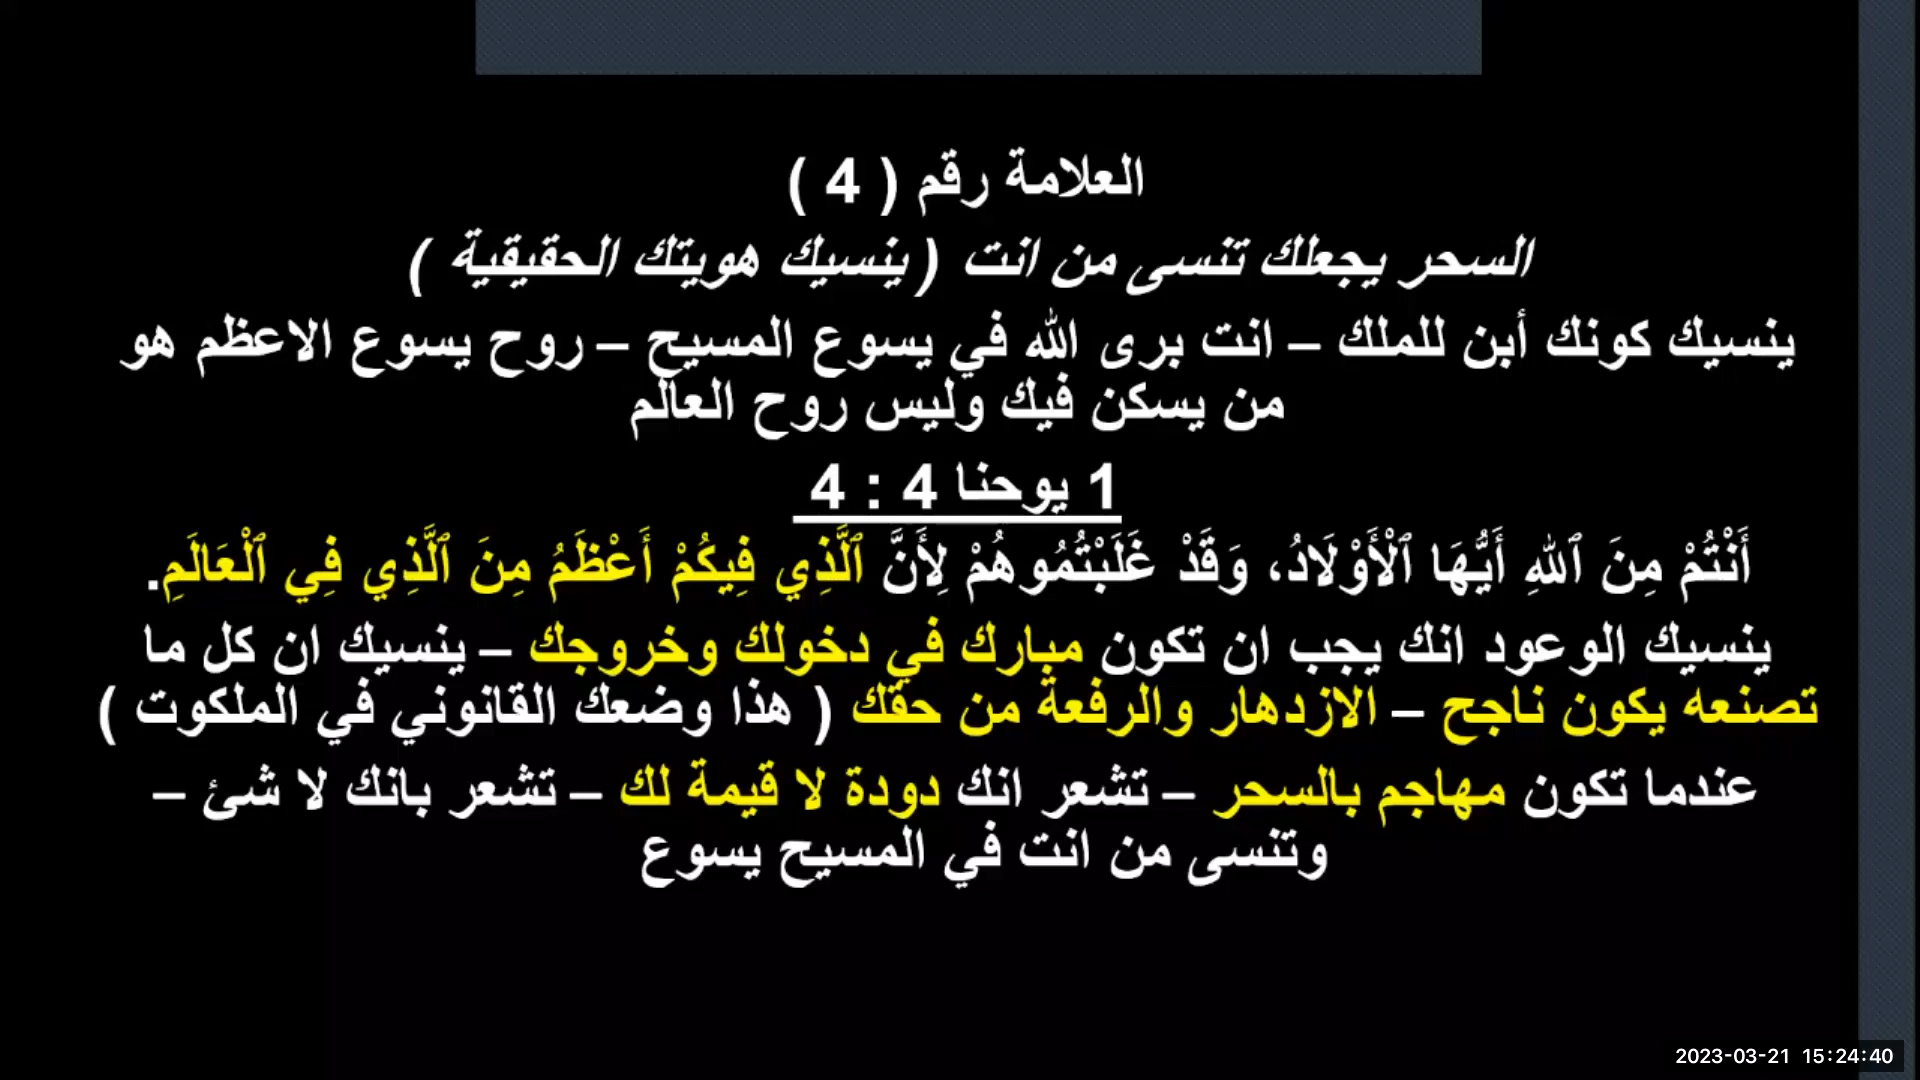 العلامة رقم ( 4 )
السحر يجعلك تنسى من انت ( ينسيك هويتك الحقيقية )
ينسيك كونك أبن للملك – انت برى الله في يسوع المسيح – روح يسوع الاعظم هو
من يسكن فيك وليس روح العالم
1 يوحنا 4 : 4
أَنْتُمْ مِنَ ٱللهِ أَيُّهَا ٱلْأَوْلَادُ، وَقَدْ غَلَبْتُمُوهُمْ لِأَنَّ ٱلَّذِي فِيكُمْ أَعْظَمُ مِنَ ٱلَّذِي فِي ٱلْعَالَمِ.
ينسيك الوعود انك يجب ان تكون مبارك في دخولك وخروجك – ينسيك ان كل ما
تصنعه يكون ناجح – الازدهار والرفعة من حقك ( هذا وضعك القانوني في الملكوت )
عندما تكون مهاجم بالسحر – تشعر انك دودة لا قيمة لك – تشعر بانك لا شئ –
وتنسى من انت في المسيح يسوع
2023-03-21 15:24:40